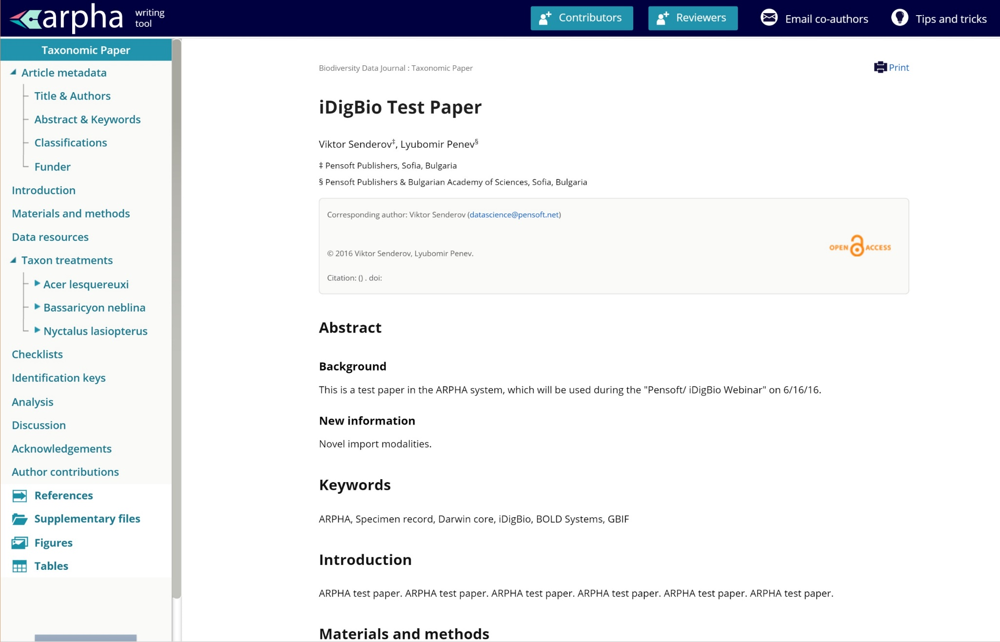 arpha writing tool
Contributors
Reviewers
Email co-authors
Tips and tricks
Taxonomic Paper
Article metadata
Title & Authors
Abstract & Keywords
Classifications
Funder
Introduction
Materials and methods
Data resources
Taxon treatments
Acer lesquereuxi
Bassaricyon neblina
Nyctalus lasiopterus
Checklists
Identification keys
Analysis
Discussion
Acknowledgements
Author contributions
References
Supplementary files
Figures
Tables
Biodiversity Data Journal : Taxonomic Paper
Print
iDigBio Test Paper
Viktor Senderov‡, Lyubomir Penev§
‡ Pensoft Publishers, Sofia, Bulgaria
§ Pensoft Publishers & Bulgarian Academy of Sciences, Sofia, Bulgaria
Corresponding author: Viktor Senderov (datascience@pensoft.net)
OPEN ACCESS
© 2016 Viktor Senderov, Lyubomir Penev.
Citation: () . doi:
Abstract
Background
This is a test paper in the ARPHA system, which will be used during the "Pensoft/ iDigBio Webinar" on 6/16/16.
New information
Novel import modalities.
Keywords
ARPHA, Specimen record, Darwin core, iDigBio, BOLD Systems, GBIF
Introduction
ARPHA test paper. ARPHA test paper. ARPHA test paper. ARPHA test paper. ARPHA test paper. ARPHA test paper.
Materials and methods